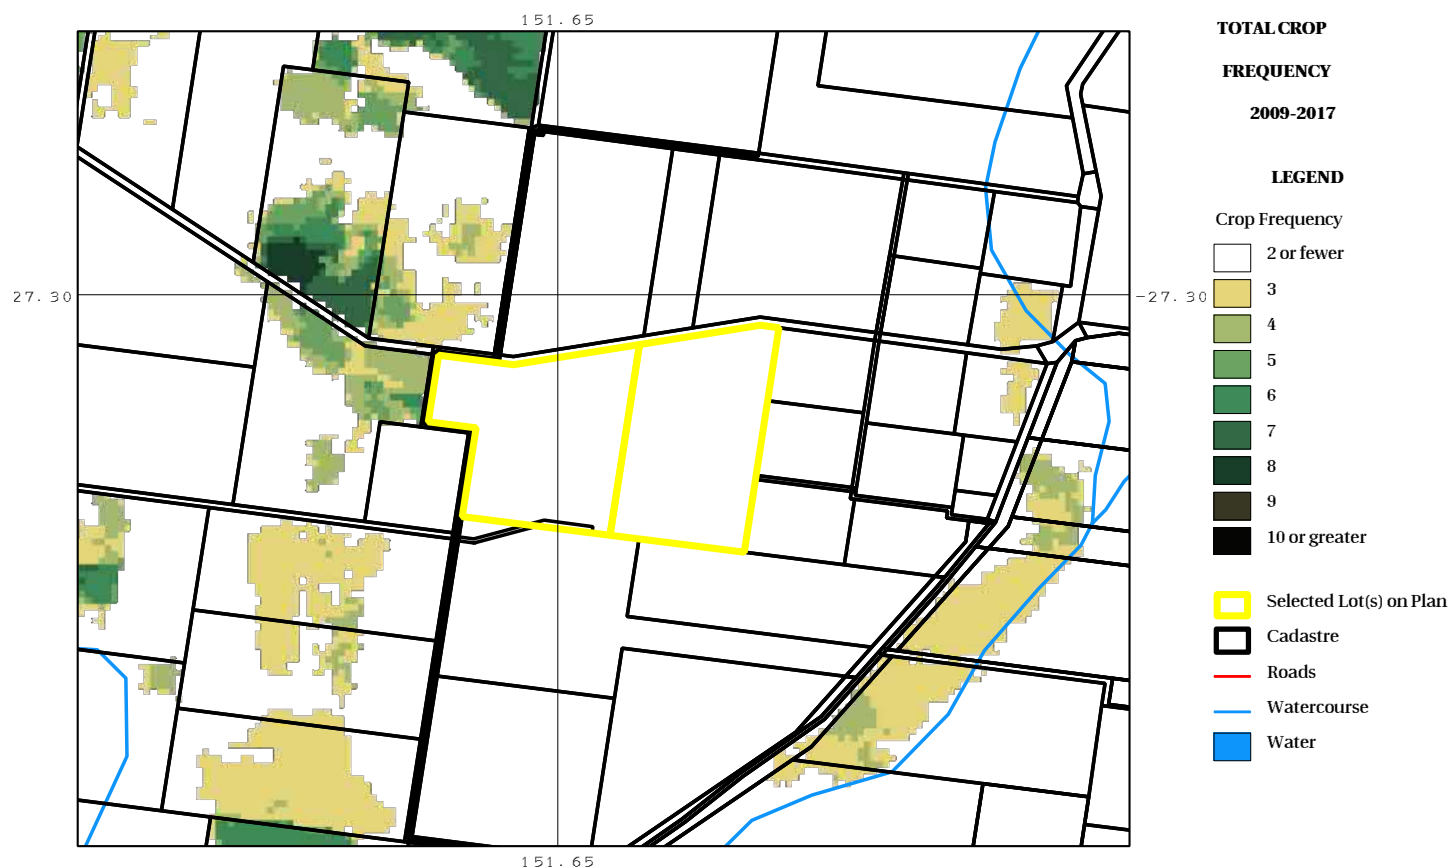 151.65
TOTAL CROP
FREQUENCY
2009-2017
LEGEND
Crop Frequency
2 or fewer
27.30
-27.30
3
4
5
6
7
8
9
10 or greater
Selected Lot(s) on Plan
Cadastre
Roads
Watercourse
Water
151.65